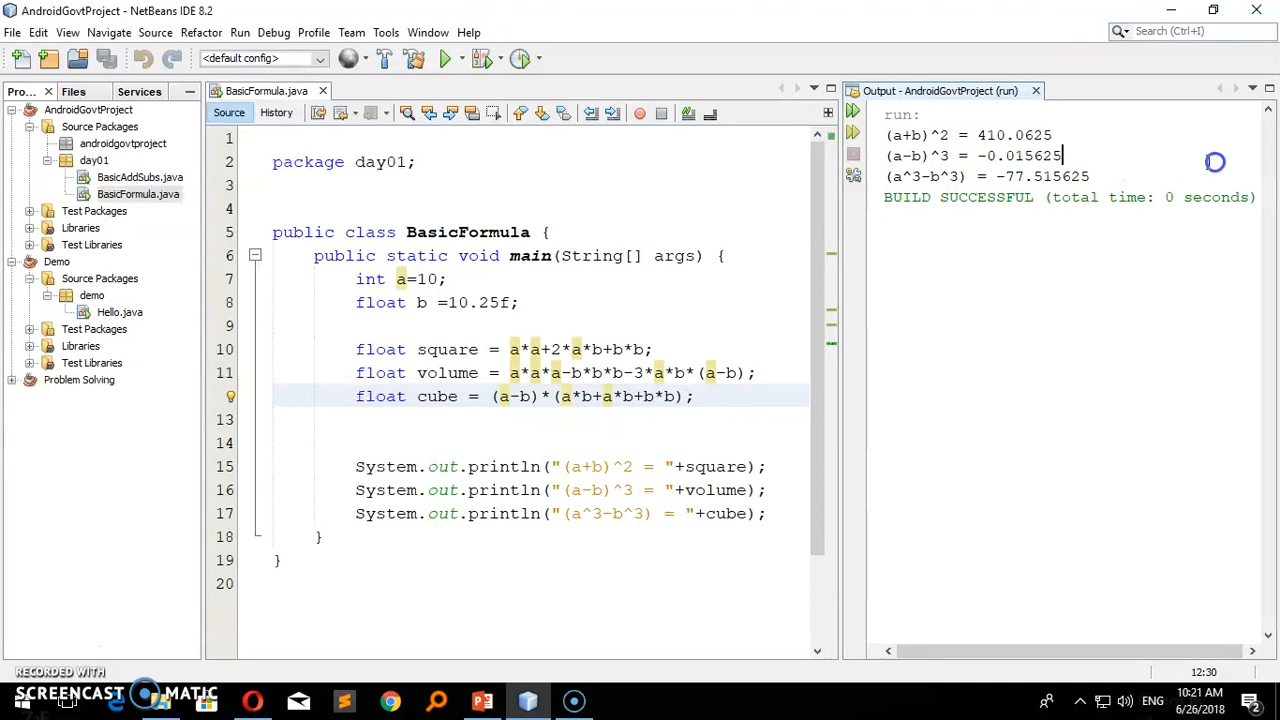 AndroidGovtProject - NetBeans IDE 8.2
File Edit View Navigate Source Refactor Run Debug Profile Team Tools Window Help
Search (Ctrl+I)
<default config>
Pro... Files Services
BasicFormula.java
Output - AndroidGovtProject (run)
Source History
AndroidGovtProject
Source Packages
androidgovtproject
day01
BasicAddSubs.java
BasicFormula.java
Test Packages
Libraries
Test Libraries
Demo
Source Packages
demo
Hello.java
Test Packages
Libraries
Test Libraries
Problem Solving
1
2 package day01;
3
4
5 public class BasicFormula {
6 public static void main(String[] args) {
7 int a=10;
8 float b =10.25f;
9
10 float square = a*a+2*a*b+b*b;
11 float volume = a*a*a-b*b*b-3*a*b*(a-b);
float cube = (a-b)*(a*b+a*b+b*b);
13
14
15 System.out.println("(a+b)^2 = "+square);
16 System.out.println("(a-b)^3 = "+volume);
17 System.out.println("(a^3-b^3) = "+cube);
18 }
19 }
20
run:
(a+b)^2 = 410.0625
(a-b)^3 = -0.015625
(a^3-b^3) = -77.515625
BUILD SUCCESSFUL (total time: 0 seconds)
12:30
RECORDED WITH
SCREENCAST MATIC
ENG
10:21 AM
6/26/2018
2